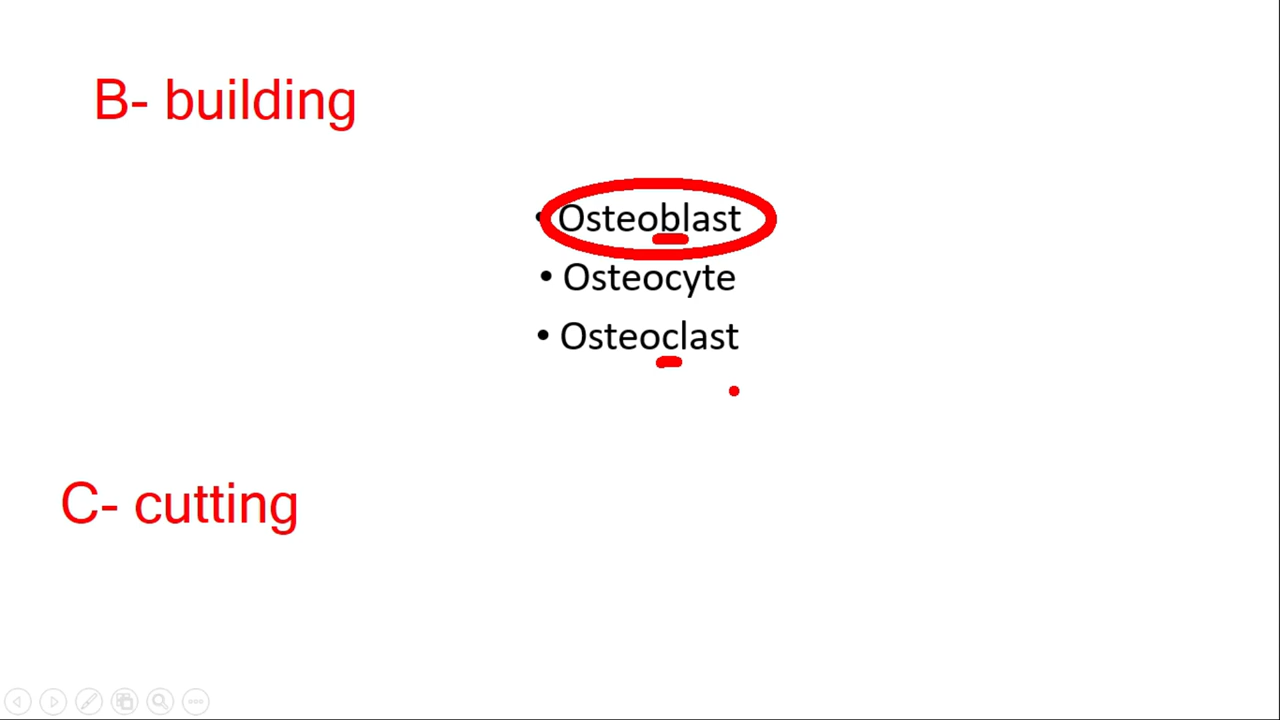 B- building
• Osteoblast
• Osteocyte
• Osteoclast
C- cutting